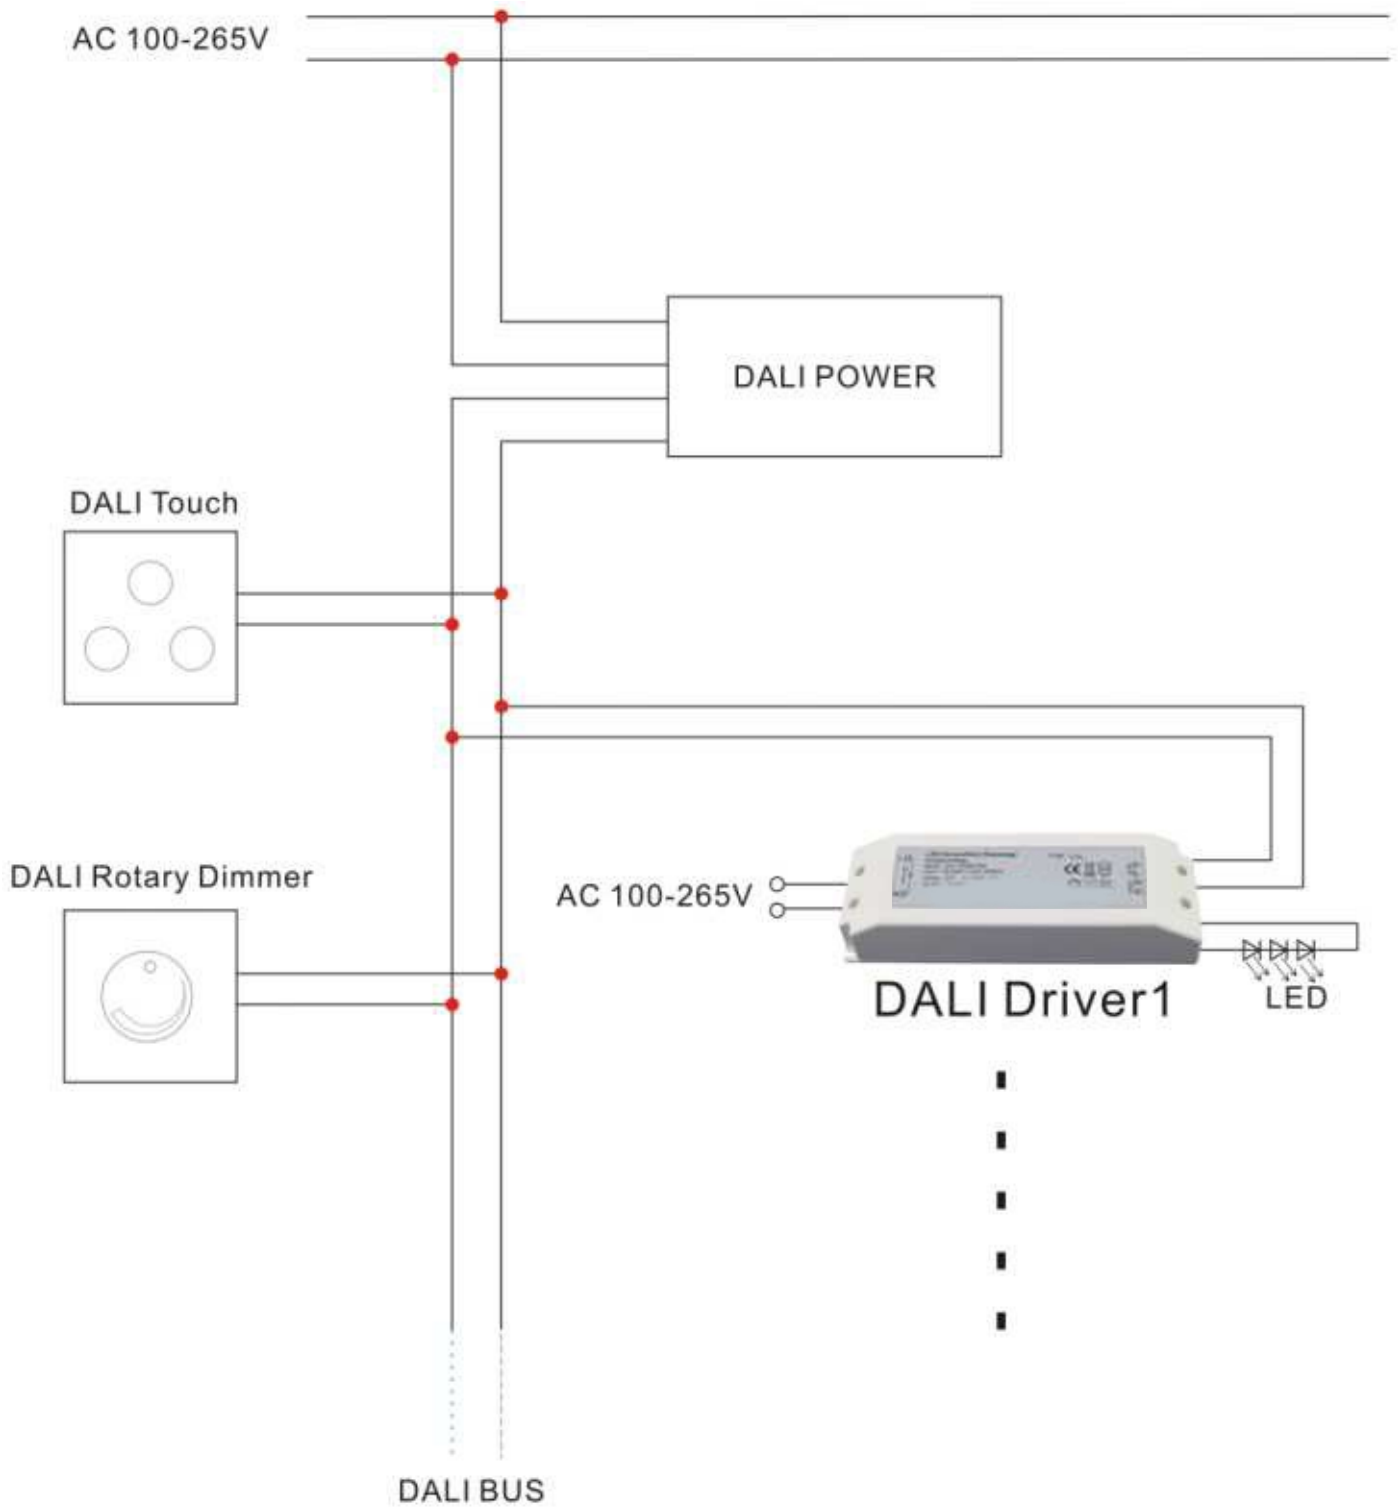 AC 100-265V
DALI POWER
DALI Touch
DALI Rotary Dimmer
AC 100-265V
DALI Driver1
LED
DALI BUS